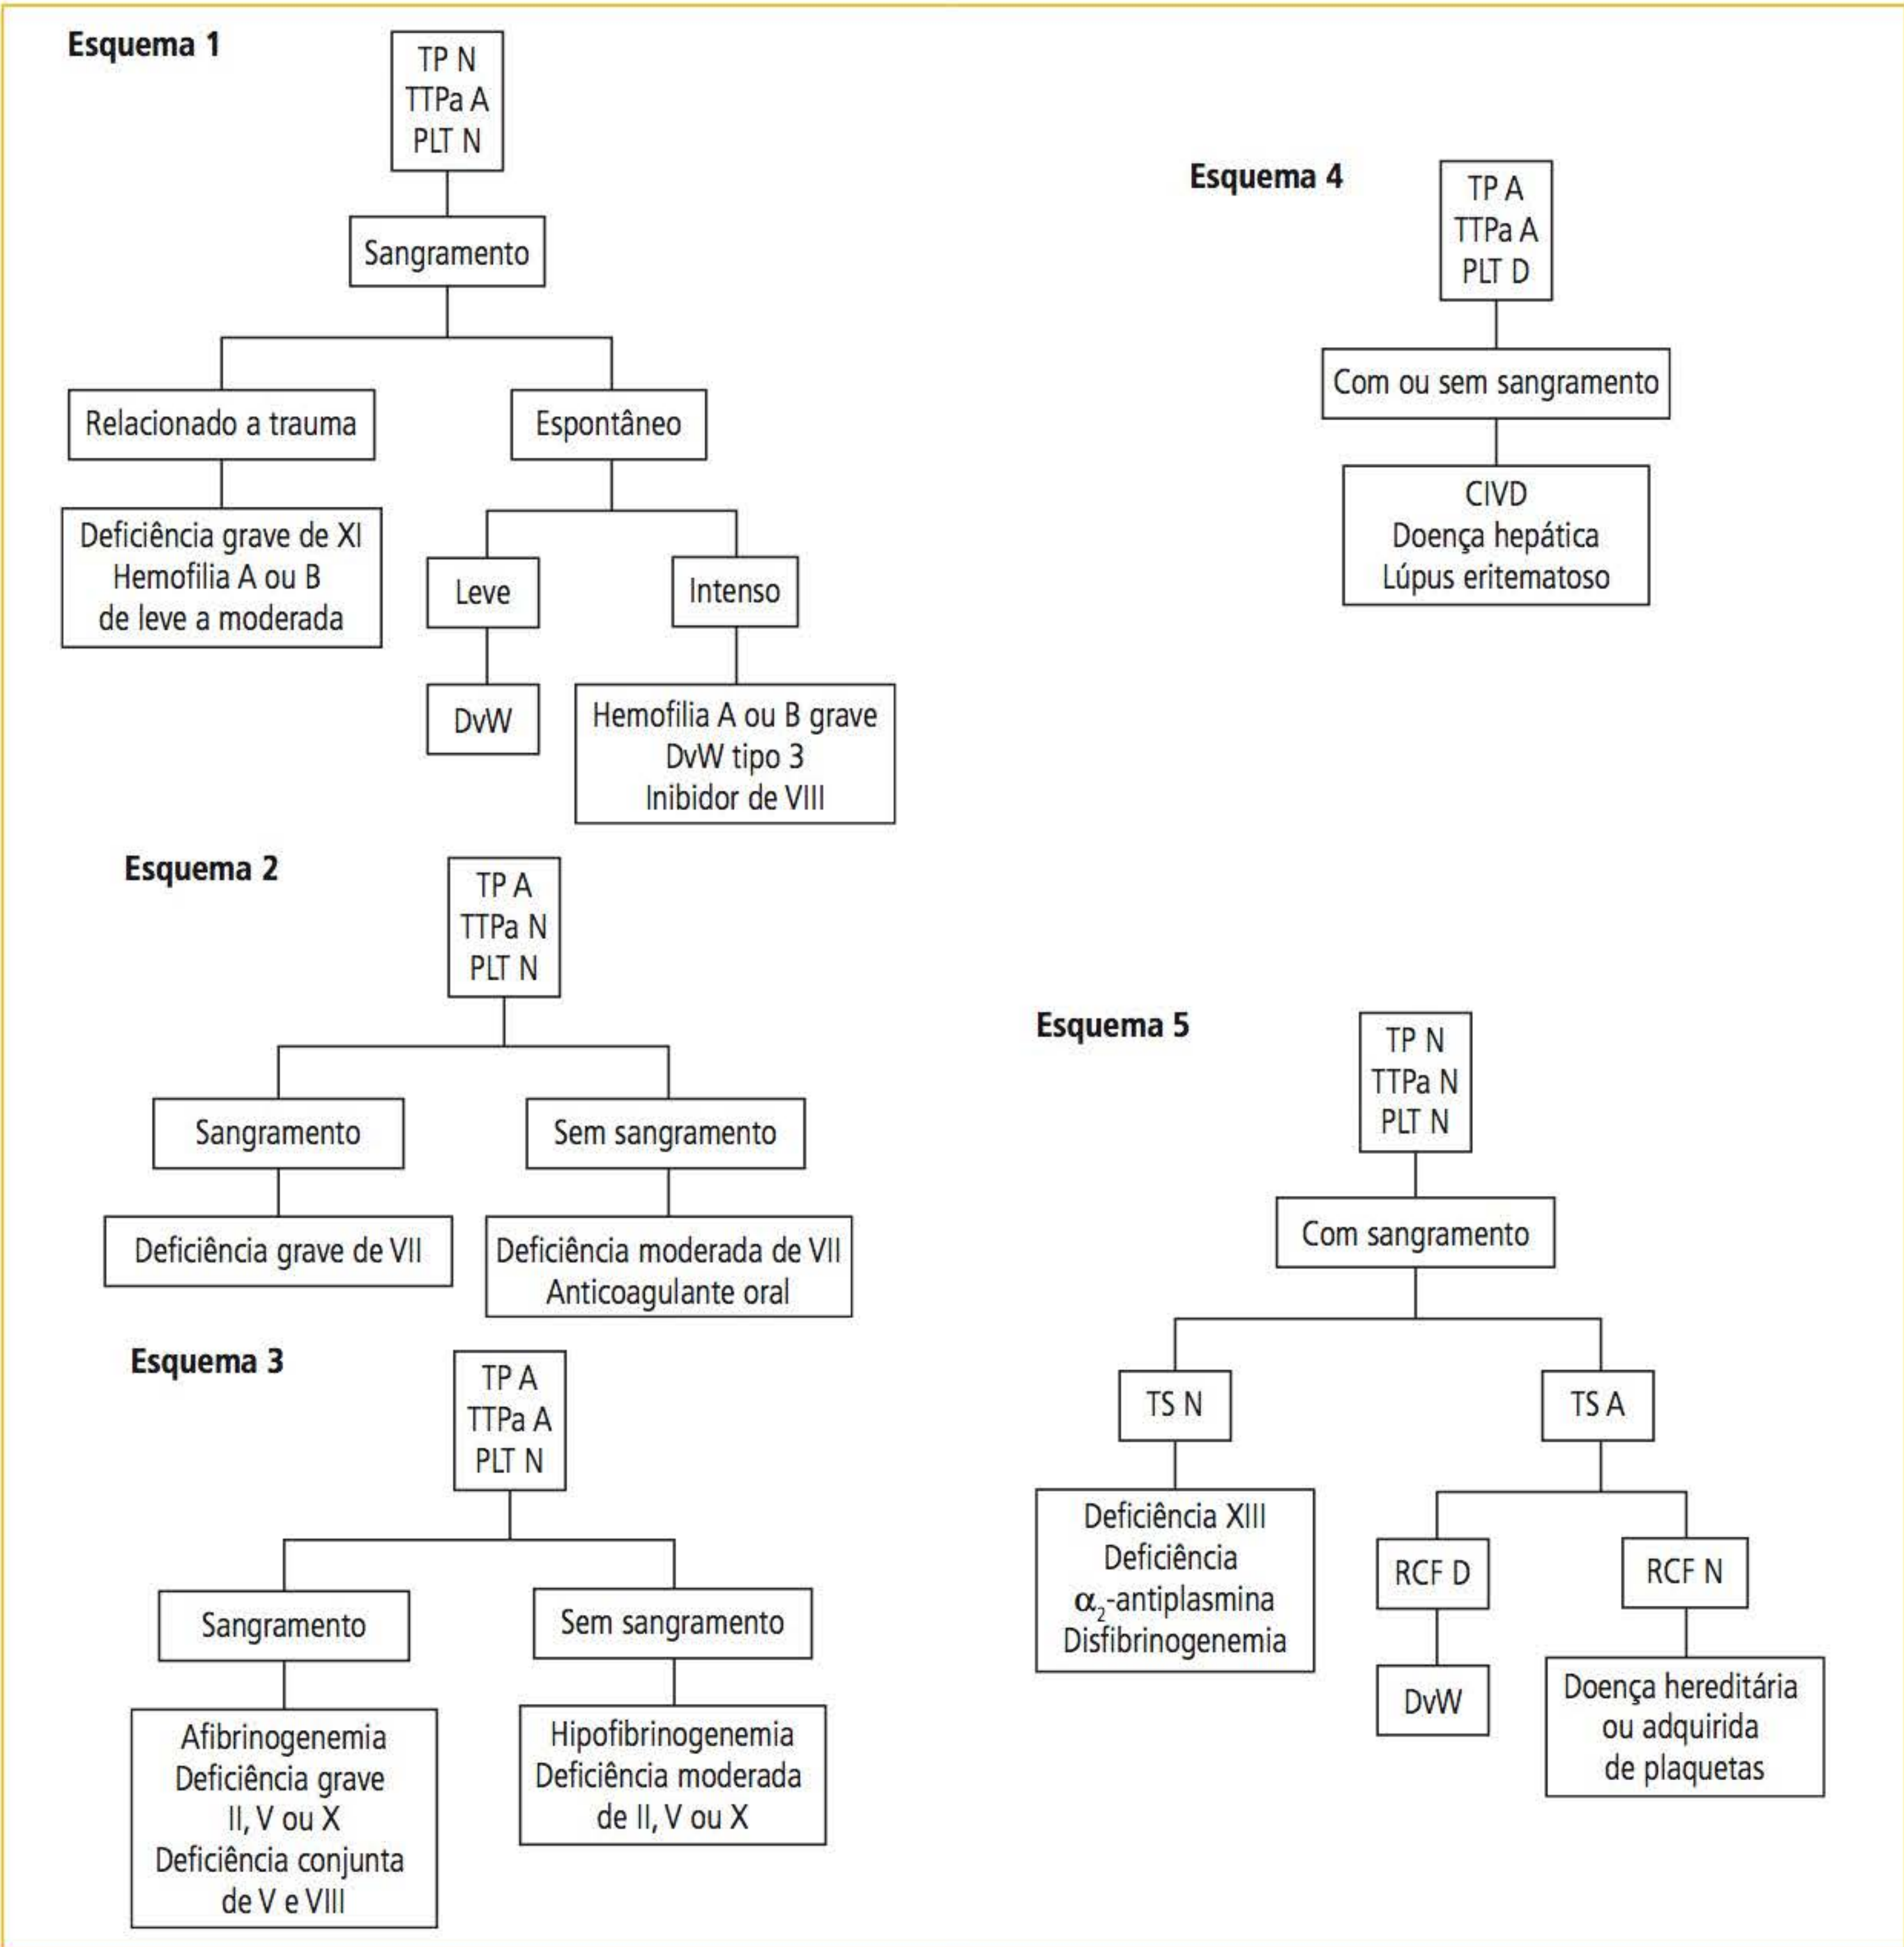 Esquema 1
TP N
TTPa A
PLT N
Sangramento
Relacionado a trauma
Espontâneo
Deficiência grave de XI
Hemofilia A ou B
de leve a moderada
Leve
Intenso
DvW
Hemofilia A ou B grave
DvW tipo 3
Inibidor de VIII
Esquema 2
TP A
TTPa N
PLT N
Sangramento
Sem sangramento
Deficiência grave de VII
Deficiência moderada de VII
Anticoagulante oral
Esquema 3
TP A
TTPa A
PLT N
Sangramento
Sem sangramento
Afibrinogenemia
Deficiência grave
II, V ou X
Deficiência conjunta
de V e VIII
Hipofibrinogenemia
Deficiência moderada
de II, V ou X
Esquema 4
TP A
TTPa A
PLT D
Com ou sem sangramento
CIVD
Doença hepática
Lúpus eritematoso
Esquema 5
TP N
TTPa N
PLT N
Com sangramento
TS N
TS A
Deficiência XIII
Deficiência
α₂-antiplasmina
Disfibrinogenemia
RCF D
RCF N
DvW
Doença hereditária
ou adquirida
de plaquetas